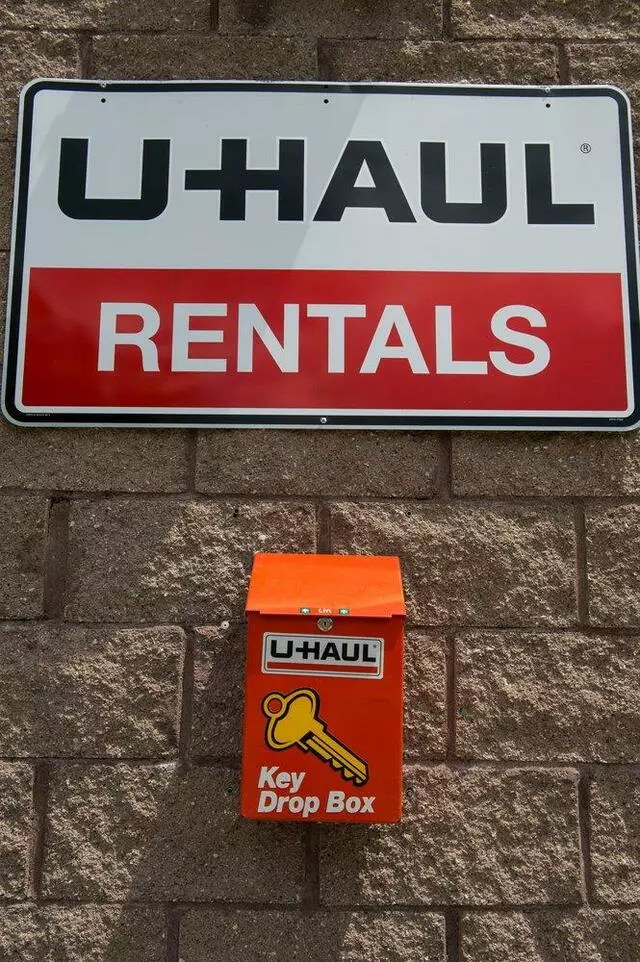 U-HAUL®
RENTALS
U-HAUL
Key
Drop Box